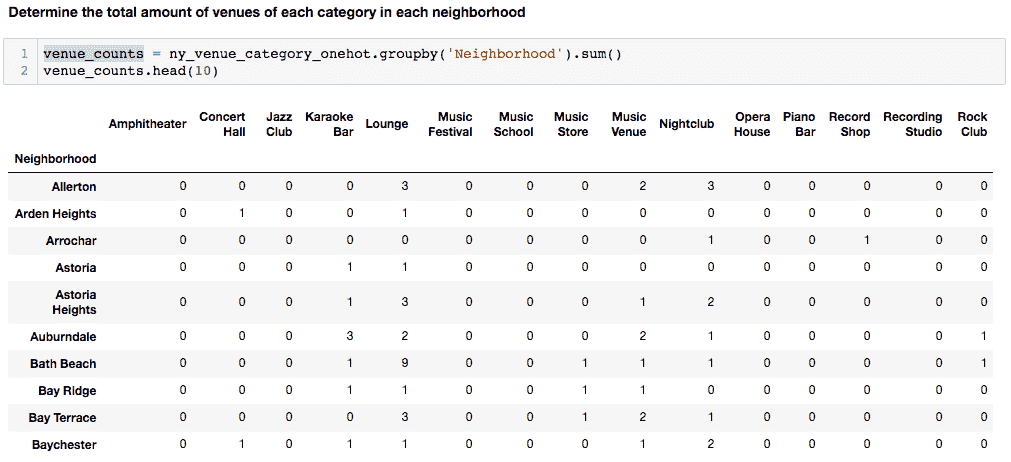 Determine the total amount of venues of each category in each neighborhood
1 venue_counts = ny_venue_category_onehot.groupby('Neighborhood').sum()
2 venue_counts.head(10)
Amphitheater Concert Hall Jazz Club Karaoke Bar Lounge Music Festival Music School Music Store Music Venue Nightclub Opera House Piano Bar Record Shop Recording Studio Rock Club
Neighborhood
Allerton 0 0 0 0 3 0 0 0 2 3 0 0 0 0 0
Arden Heights 0 1 0 0 1 0 0 0 0 0 0 0 0 0 0
Arrochar 0 0 0 0 0 0 0 0 0 1 0 0 1 0 0
Astoria 0 0 0 1 1 0 0 0 0 0 0 0 0 0 0
Astoria Heights 0 0 0 1 3 0 0 0 1 2 0 0 0 0 0
Auburndale 0 0 0 3 2 0 0 0 2 1 0 0 0 0 1
Bath Beach 0 0 0 1 9 0 0 1 1 1 0 0 0 0 1
Bay Ridge 0 0 0 1 1 0 0 1 1 0 0 0 0 0 0
Bay Terrace 0 0 0 0 3 0 0 1 2 1 0 0 0 0 0
Baychester 0 1 0 1 1 0 0 0 1 2 0 0 0 0 0